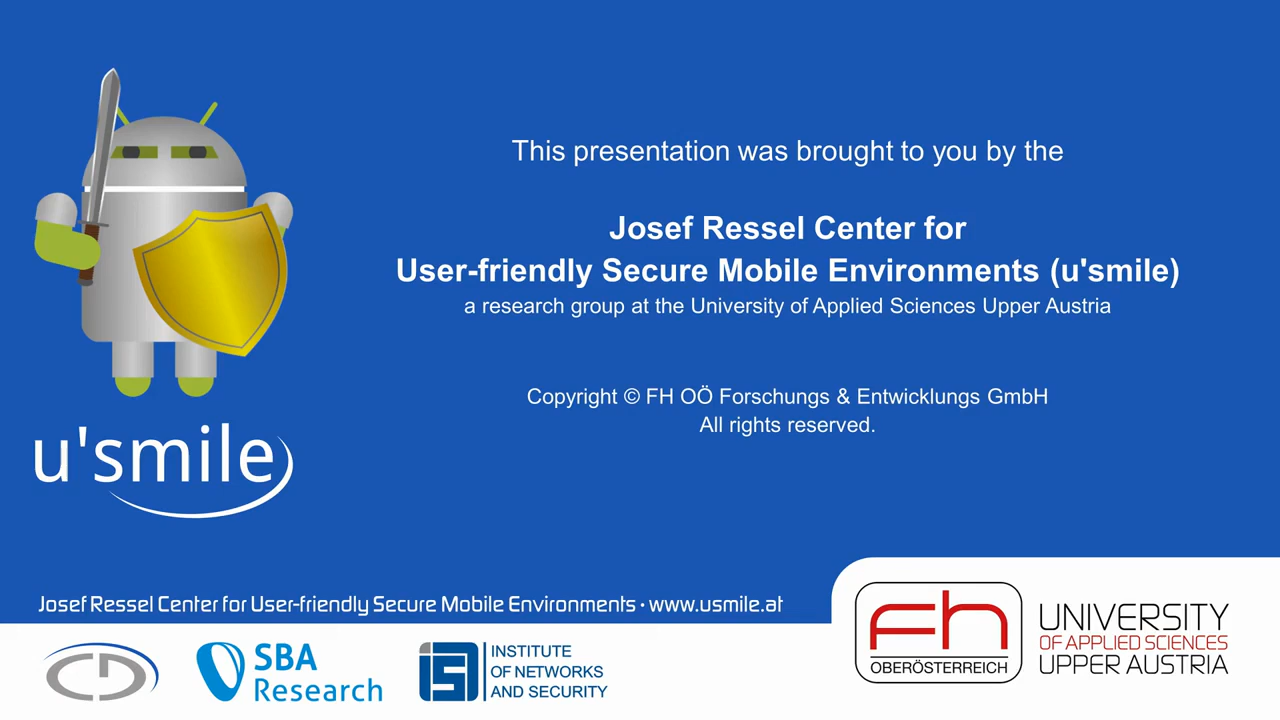 This presentation was brought to you by the
Josef Ressel Center for
User-friendly Secure Mobile Environments (u'smile)
a research group at the University of Applied Sciences Upper Austria
Copyright © FH OÖ Forschungs & Entwicklungs GmbH
All rights reserved.
u'smile
Josef Ressel Center for User-friendly Secure Mobile Environments • www.usmile.at
CD
SBA
Research
INS
INSTITUTE
OF NETWORKS
AND SECURITY
fh
OBERÖSTERREICH
UNIVERSITY
OF APPLIED SCIENCES
UPPER AUSTRIA